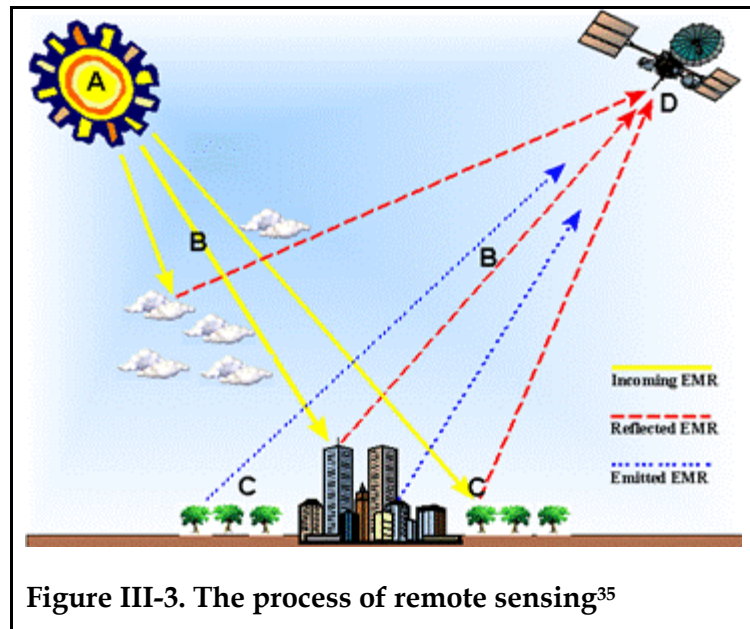 A
D
B
B
Incoming EMR
Reflected EMR
Emitted EMR
C
C
Figure III-3. The process of remote sensing³⁵